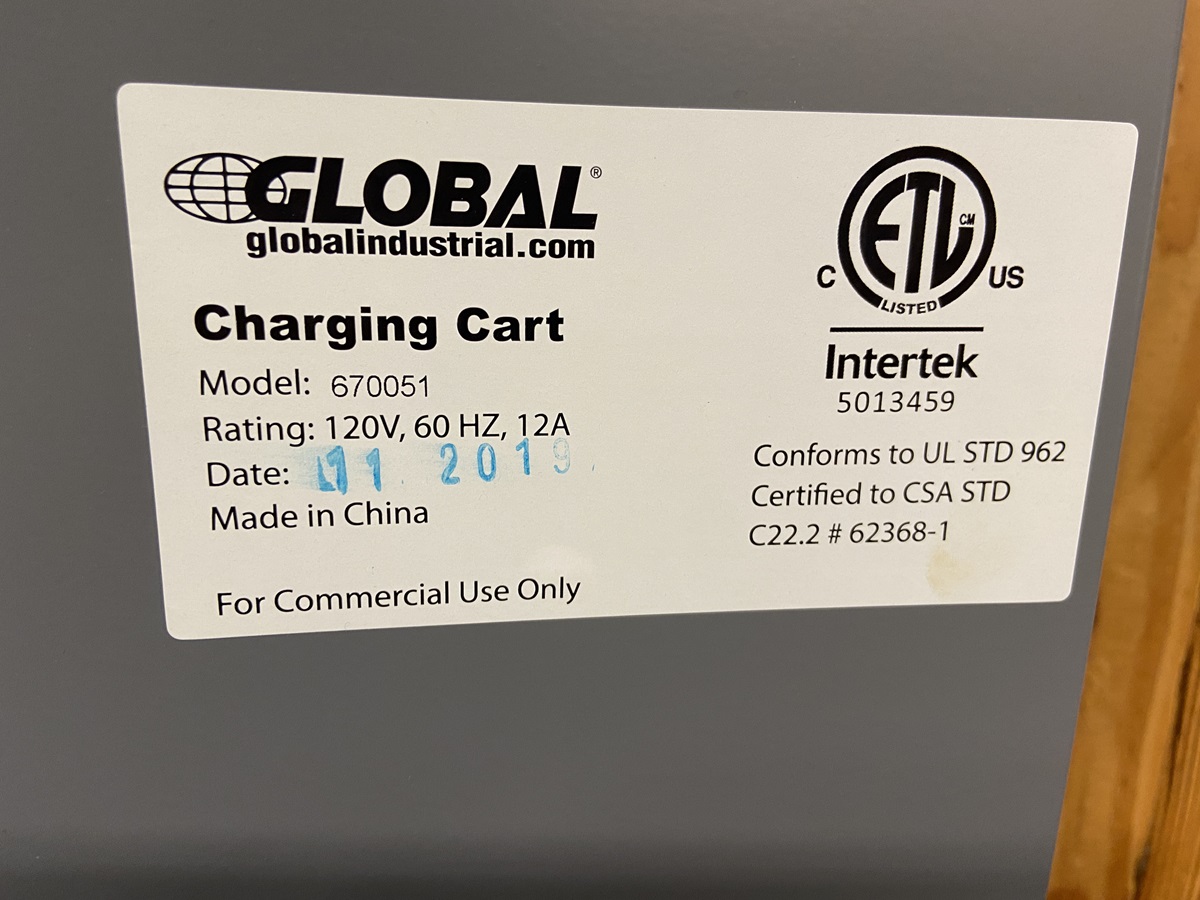 GLOBAL®
globalindustrial.com
Charging Cart
Model: 670051
Rating: 120V, 60 HZ, 12A
Date: 11 2019
Made in China
For Commercial Use Only
ETL CM
C US
LISTED
Intertek
5013459
Conforms to UL STD 962
Certified to CSA STD
C22.2 # 62368-1